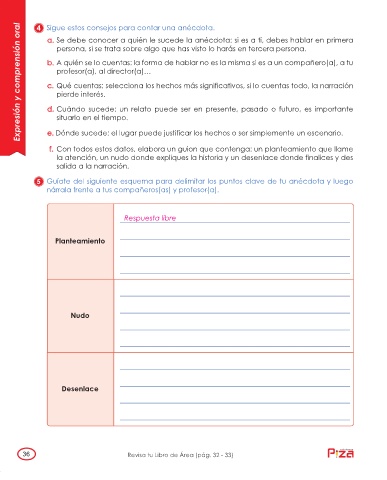 Expresión y comprensión oral
4 Sigue estos consejos para contar una anécdota.
a. Se debe conocer a quién le sucede la anécdota: si es a ti, debes hablar en primera
persona, si se trata sobre algo que has visto lo harás en tercera persona.
b. A quién se lo cuentas: la forma de hablar no es la misma si es a un compañero(a), a tu
profesor(a), al director(a)...
c. Qué cuentas: selecciona los hechos más significativos, si lo cuentas todo, la narración
pierde interés.
d. Cuándo sucede: un relato puede ser en presente, pasado o futuro, es importante
situarlo en el tiempo.
e. Dónde sucede: el lugar puede justificar los hechos o ser simplemente un escenario.
f. Con todos estos datos, elabora un guion que contenga: un planteamiento que llame
la atención, un nudo donde expliques la historia y un desenlace donde finalices y des
salida a la narración.
5 Guíate del siguiente esquema para delimitar los puntos clave de tu anécdota y luego
nárrala frente a tus compañeros(as) y profesor(a).
Respuesta libre
Planteamiento
Nudo
Desenlace
36
Revisa tu Libro de Área (pág. 32 - 33)